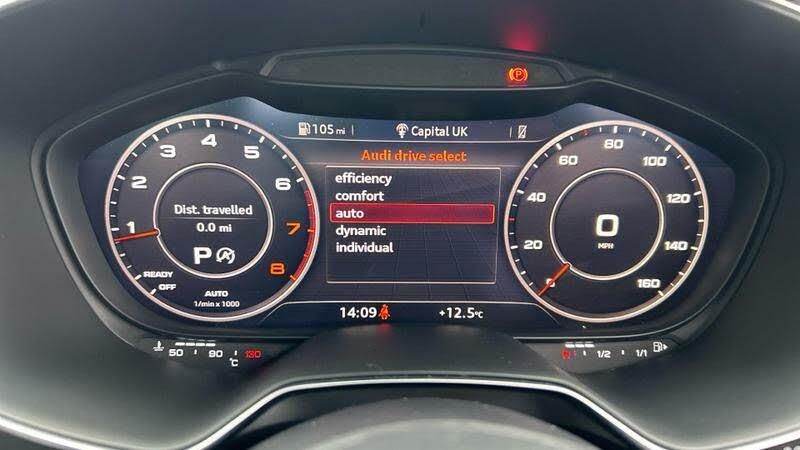 P
105 mi
Capital UK
Audi drive select
efficiency
comfort
auto
dynamic
individual
1
2
3
4
5
6
7
8
READY
OFF
Dist. travelled
0.0 mi
P A
AUTO
1/min x 1000
0
20
40
60
80
100
120
140
160
0
MPH
14:09
+12.5°C
50
90
130
°C
R
1/2
1/1